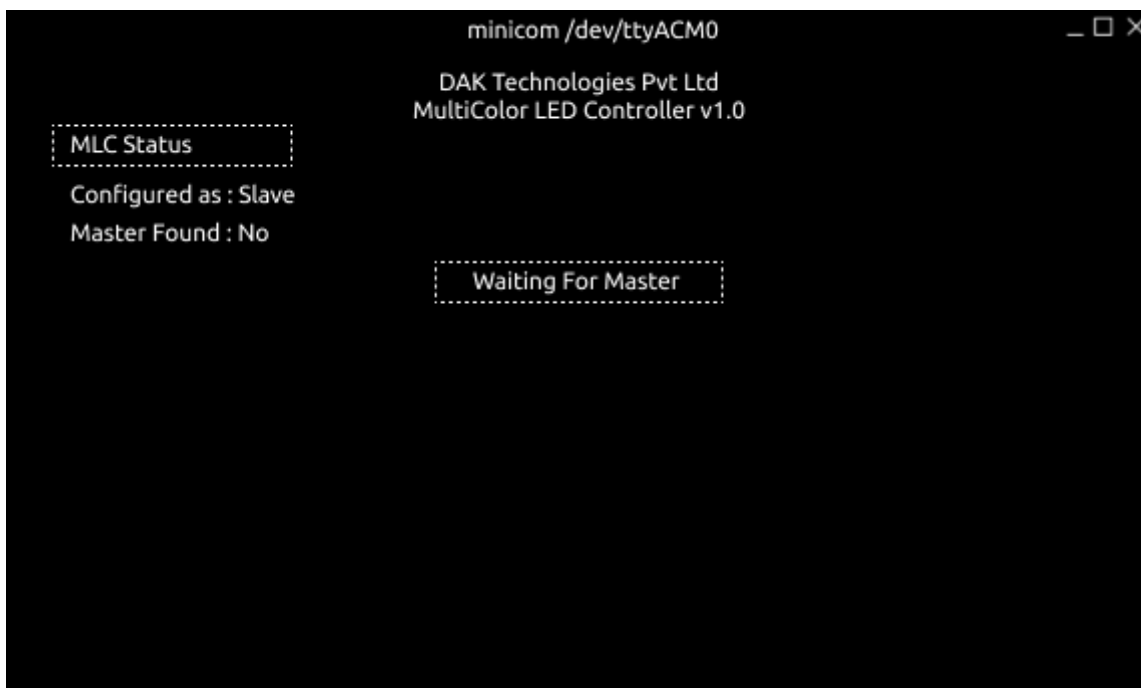 minicom /dev/ttyACM0
DAK Technologies Pvt Ltd
MultiColor LED Controller v1.0
MLC Status
Configured as : Slave
Master Found : No
Waiting For Master